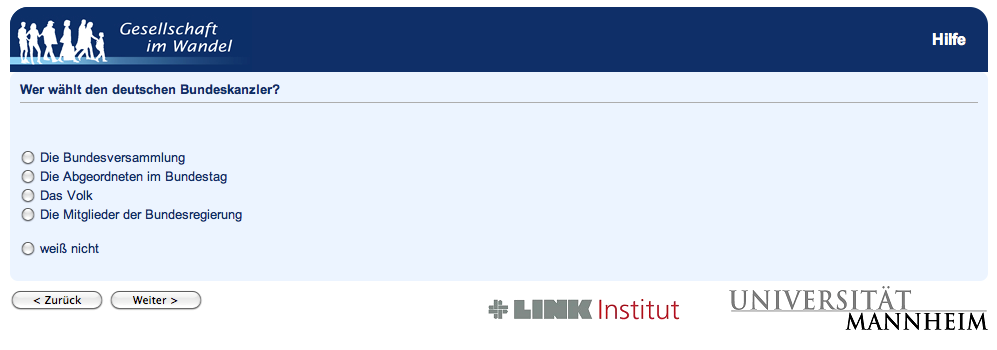 Gesellschaft
im Wandel
Hilfe
Wer wählt den deutschen Bundeskanzler?
Die Bundesversammlung
Die Abgeordneten im Bundestag
Das Volk
Die Mitglieder der Bundesregierung
weiß nicht
< Zurück
Weiter >
LINK Institut
UNIVERSITÄT
MANNHEIM